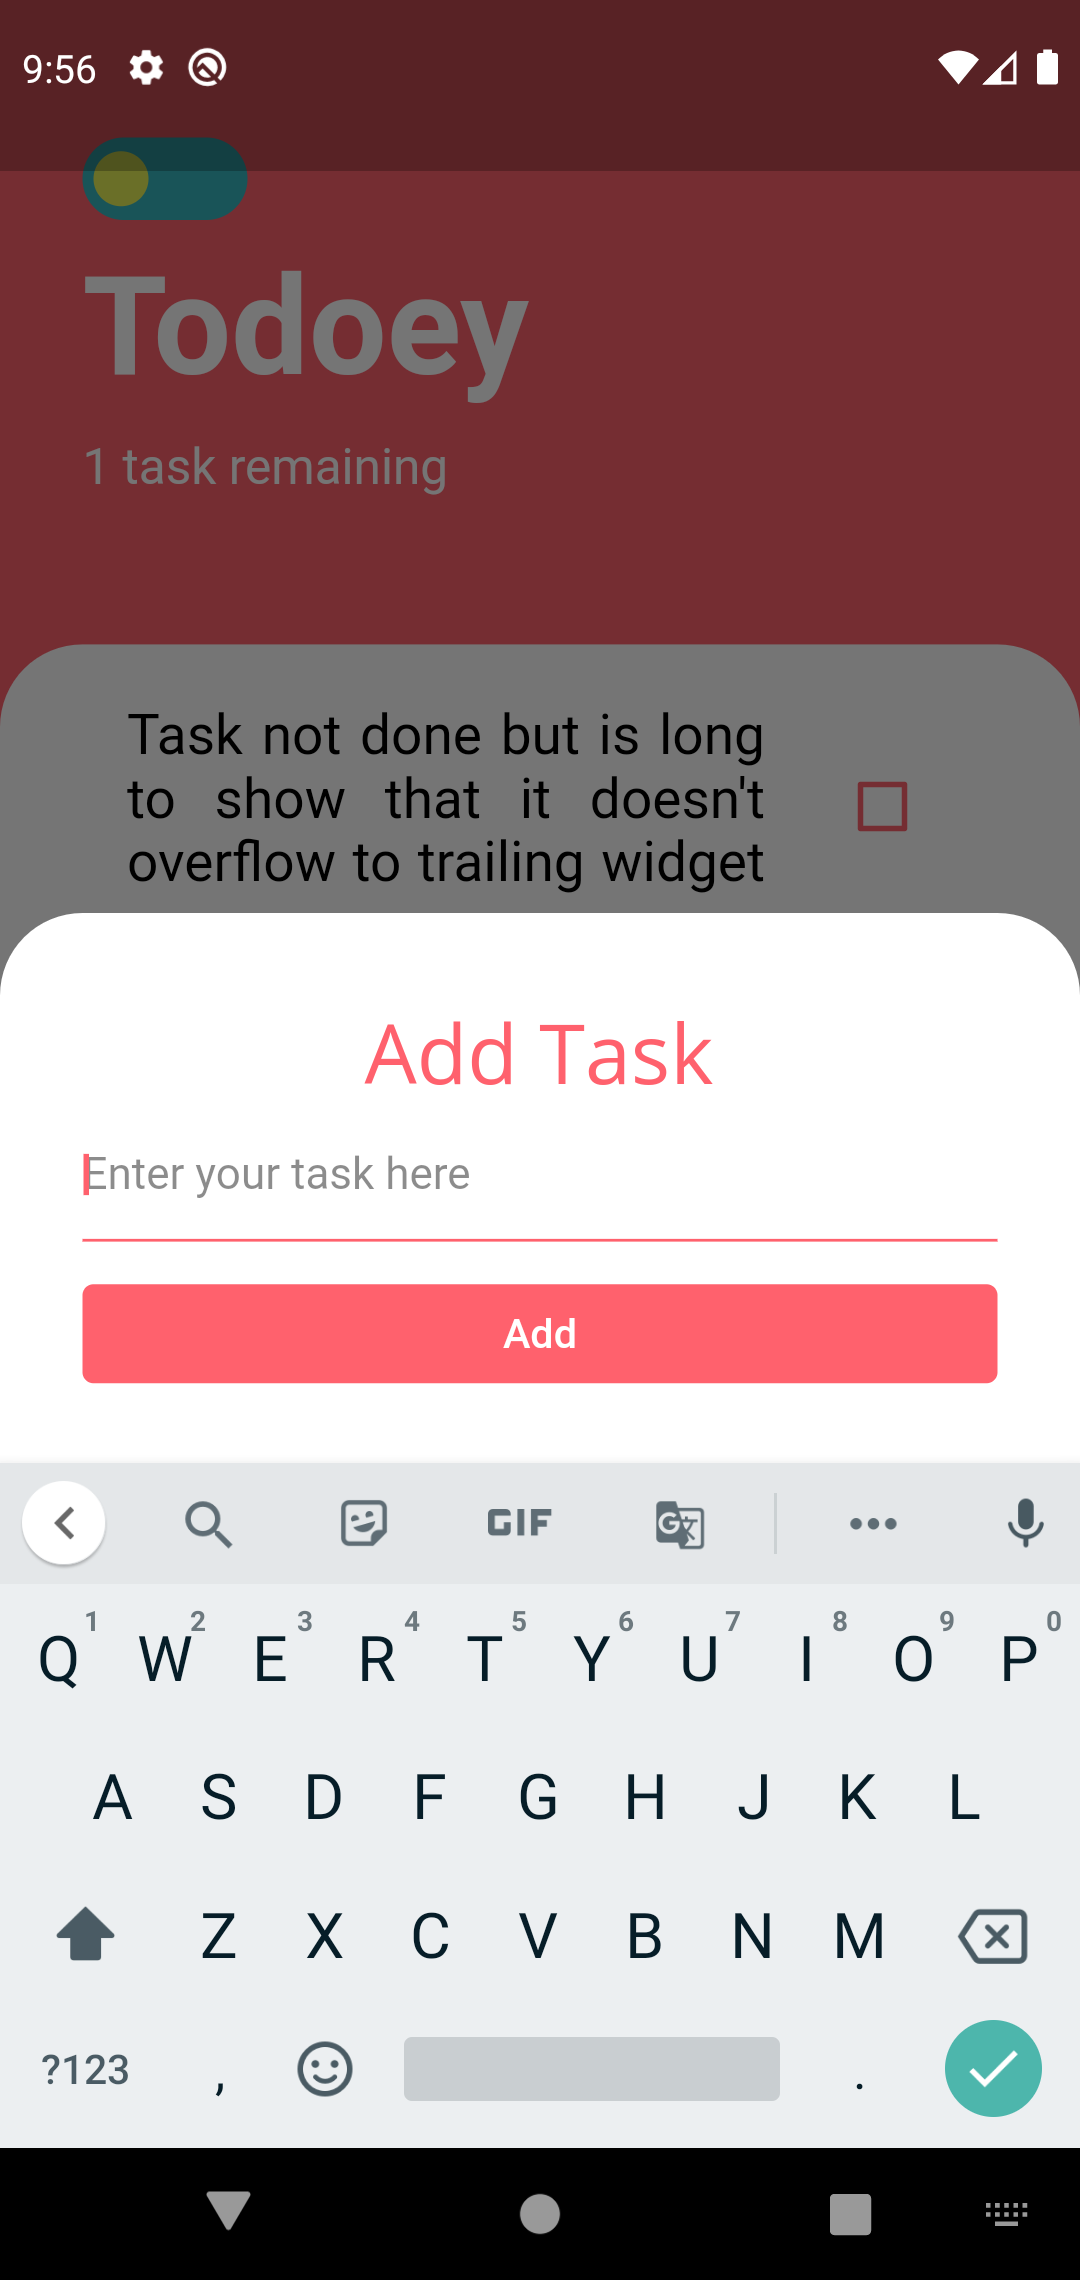 9:56
Todoey
1 task remaining
Task not done but is long
to show that it doesn't
overflow to trailing widget
Add Task
Enter your task here
Add
GIF
G
1 2 3 4 5 6 7 8 9 0
Q W E R T Y U I O P
A S D F G H J K L
Z X C V B N M
?123 , .